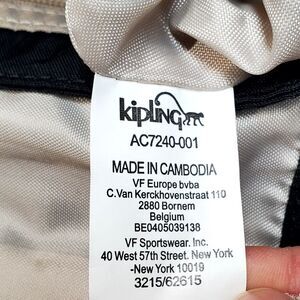 kipling
AC7240-001
MADE IN CAMBODIA
VF Europe bvba
C.Van Kerckhovenstraat 110
2880 Bornem
Belgium
BE0405039138
VF Sportswear. Inc.
40 West 57th Street. New York
-New York 10019
3215/62615